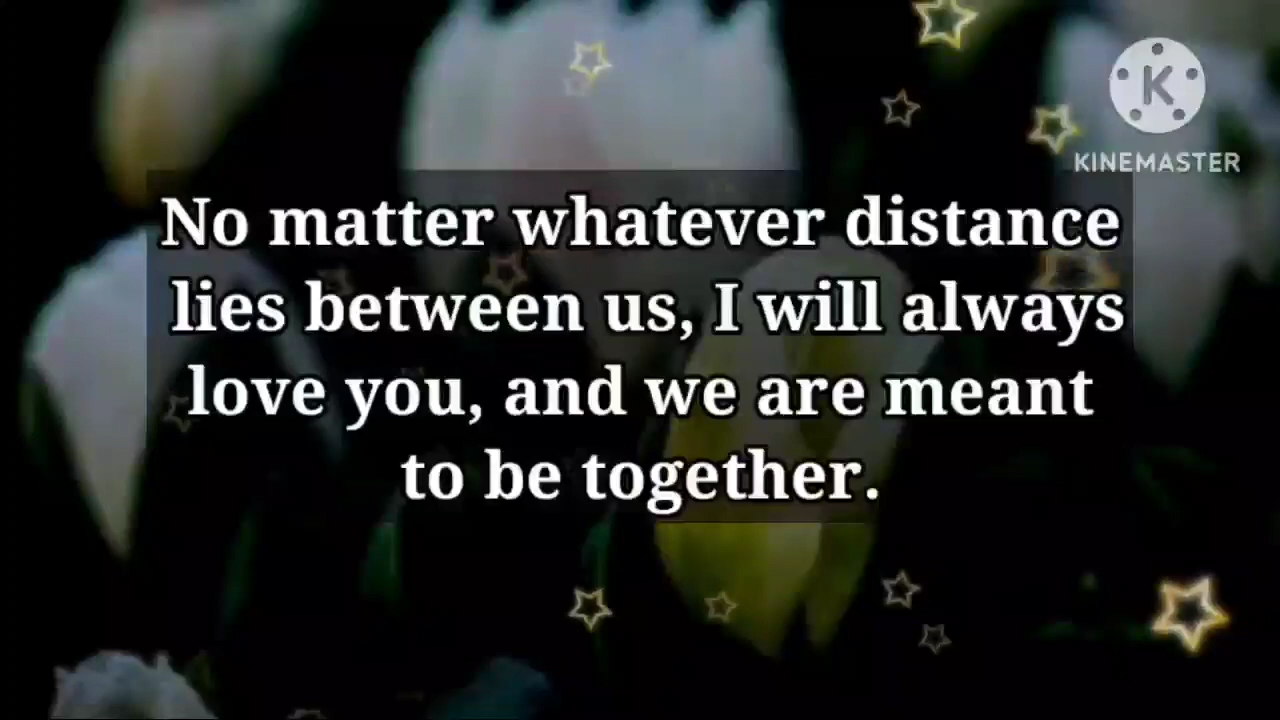 K
KINEMASTER
No matter whatever distance
lies between us, I will always
love you, and we are meant
to be together.